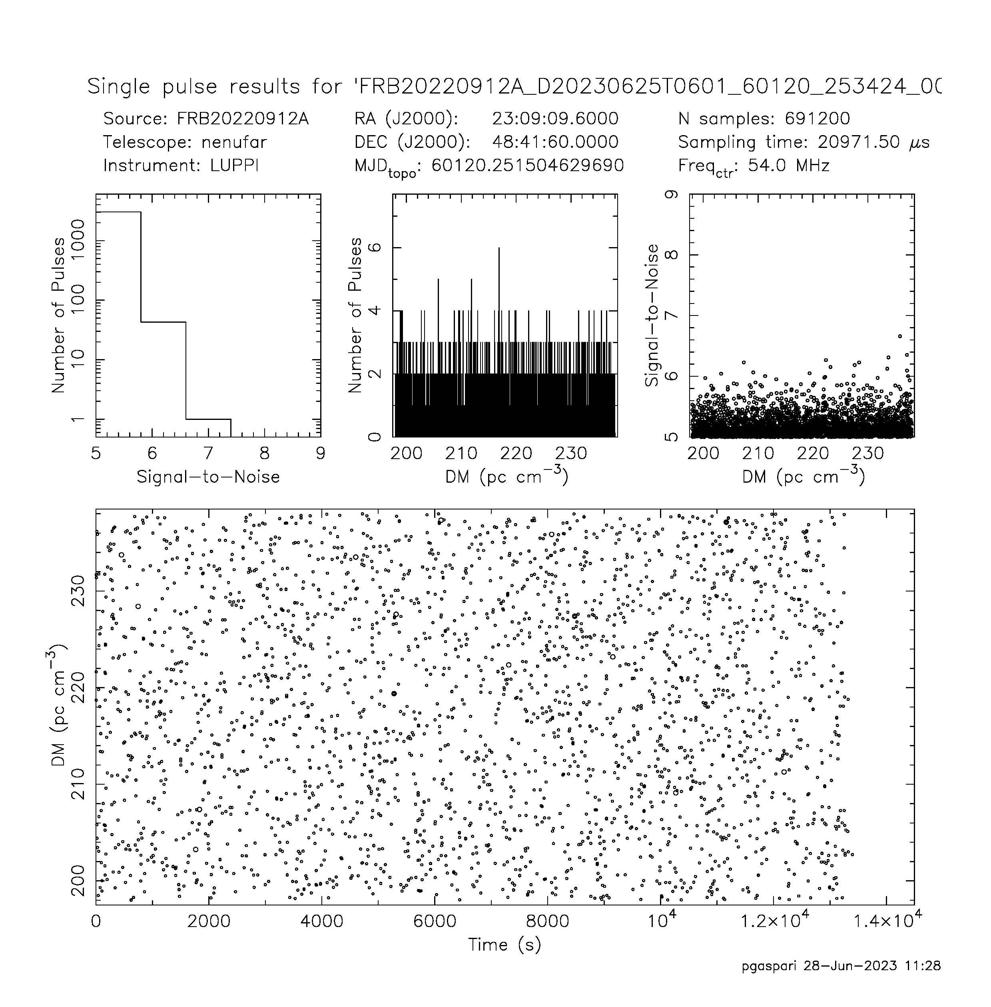 Single pulse results for 'FRB20220912A_D20230625T0601_60120_253424_00
Source: FRB20220912A RA (J2000): 23:09:09.6000 N samples: 691200
Telescope: nenufar DEC (J2000): 48:41:60.0000 Sampling time: 20971.50 μs
Instrument: LUPPI MJD_topo: 60120.251504629690 Freq_ctr: 54.0 MHz
Number of Pulses
1 10 100 1000
5 6 7 8 9
Signal-to-Noise
Number of Pulses
0 2 4 6
200 210 220 230
DM (pc cm⁻³)
Signal-to-Noise
5 6 7 8 9
200 210 220 230
DM (pc cm⁻³)
DM (pc cm⁻³)
200 210 220 230
0 2000 4000 6000 8000 10⁴ 1.2×10⁴ 1.4×10⁴
Time (s)
pgaspari 28-Jun-2023 11:28